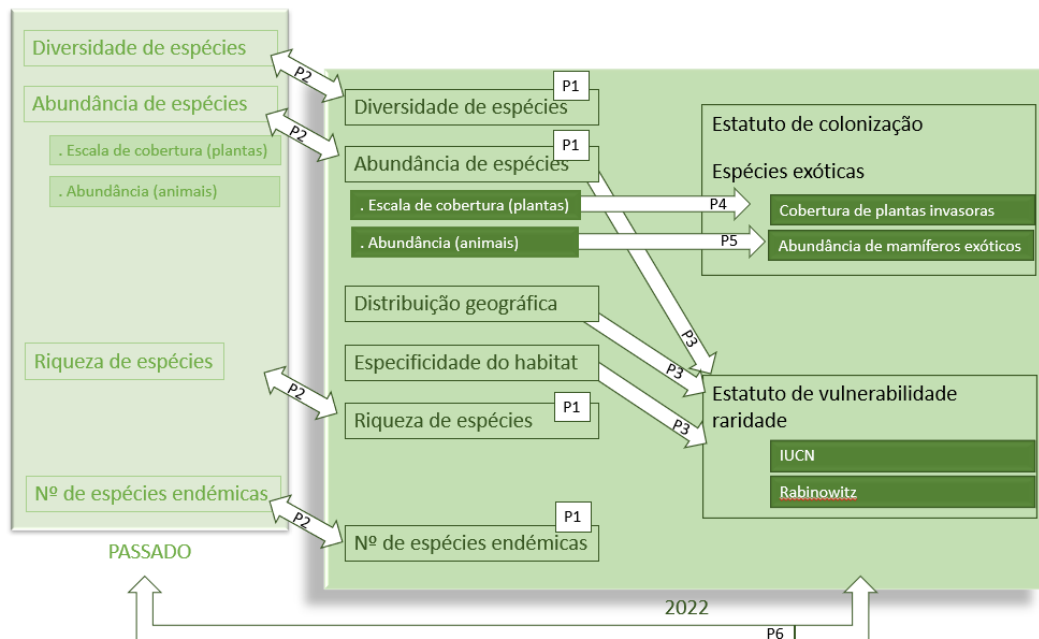 Diversidade de espécies
Abundância de espécies
. Escala de cobertura (plantas)
. Abundância (animais)
Riqueza de espécies
Nº de espécies endémicas
PASSADO
P2
P2
P2
P2
Diversidade de espécies
P1
Abundância de espécies
P1
. Escala de cobertura (plantas)
. Abundância (animais)
Distribuição geográfica
Especificidade do habitat
Riqueza de espécies
P1
Nº de espécies endémicas
P1
P4
P5
P3
P3
P3
Estatuto de colonização
Espécies exóticas
Cobertura de plantas invasoras
Abundância de mamíferos exóticos
Estatuto de vulnerabilidade
raridade
IUCN
Rabinowitz
2022
P6